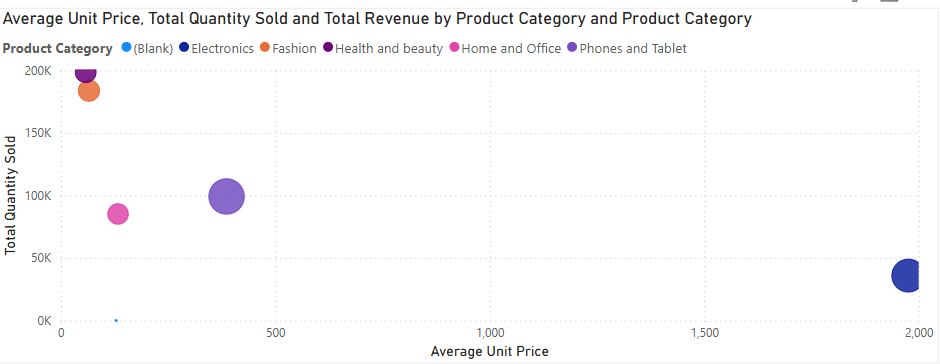 Average Unit Price, Total Quantity Sold and Total Revenue by Product Category and Product Category
Product Category (Blank) Electronics Fashion Health and beauty Home and Office Phones and Tablet
200K
150K
100K
50K
0K
Total Quantity Sold
0 500 1,000 1,500 2,000
Average Unit Price